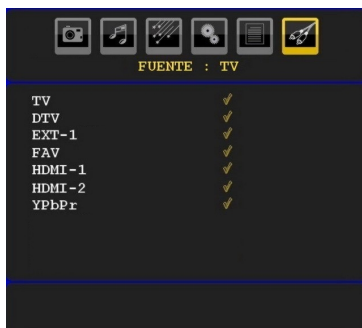 FUENTE : TV
TV
DTV
EXT-1
FAV
HDMI-1
HDMI-2
YPbPr